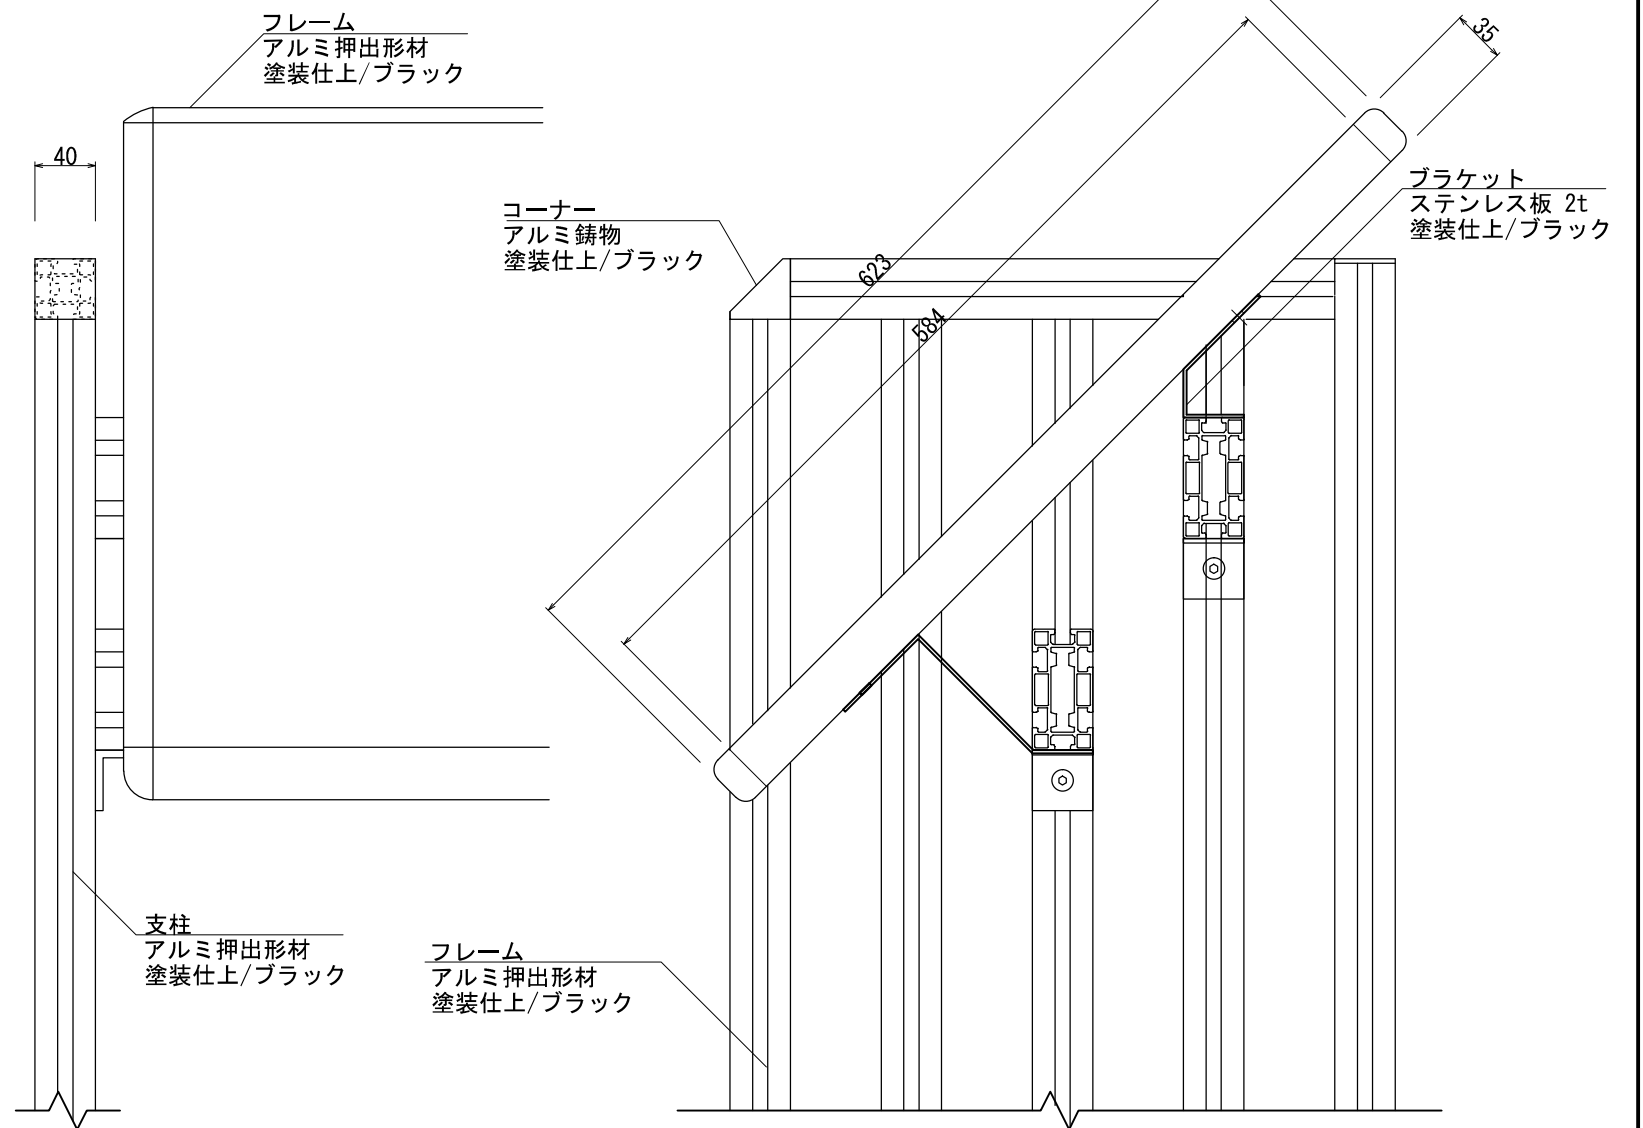 フレーム
アルミ押出形材
塗装仕上/ブラック
35
40
ブラケット
ステンレス板 2t
塗装仕上/ブラック
コーナー
アルミ鋳物
塗装仕上/ブラック
623
584
支柱
アルミ押出形材
塗装仕上/ブラック
フレーム
アルミ押出形材
塗装仕上/ブラック